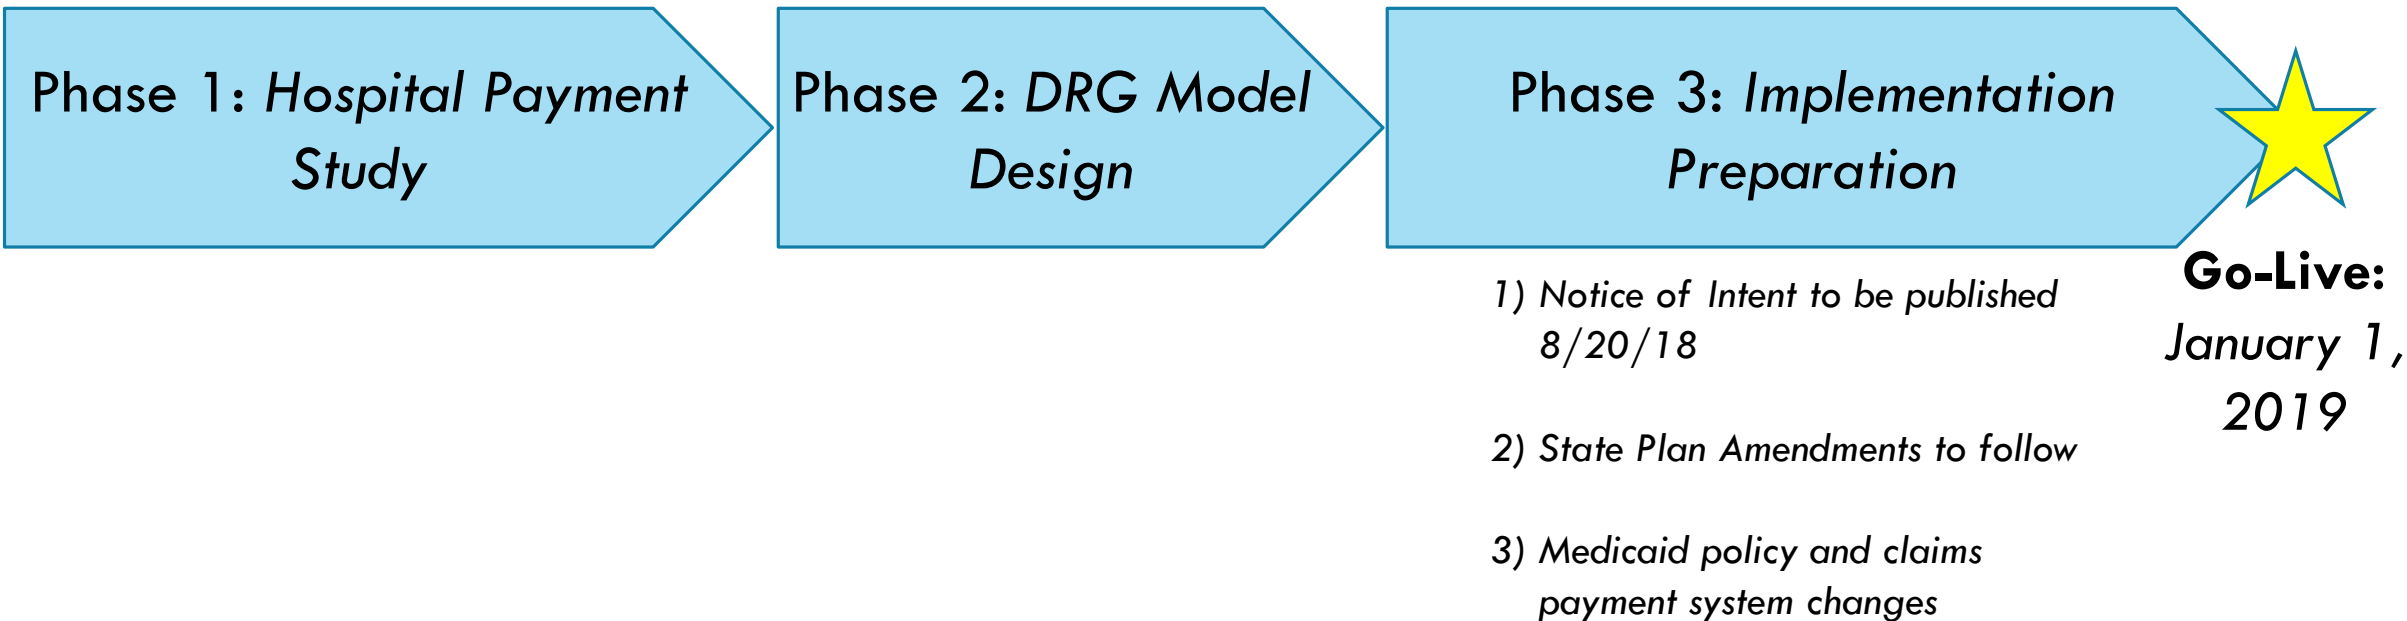 Phase 1: Hospital Payment
Study
Phase 2: DRG Model
Design
Phase 3: Implementation
Preparation
1) Notice of Intent to be published
8/20/18
2) State Plan Amendments to follow
3) Medicaid policy and claims
payment system changes
Go-Live:
January 1,
2019